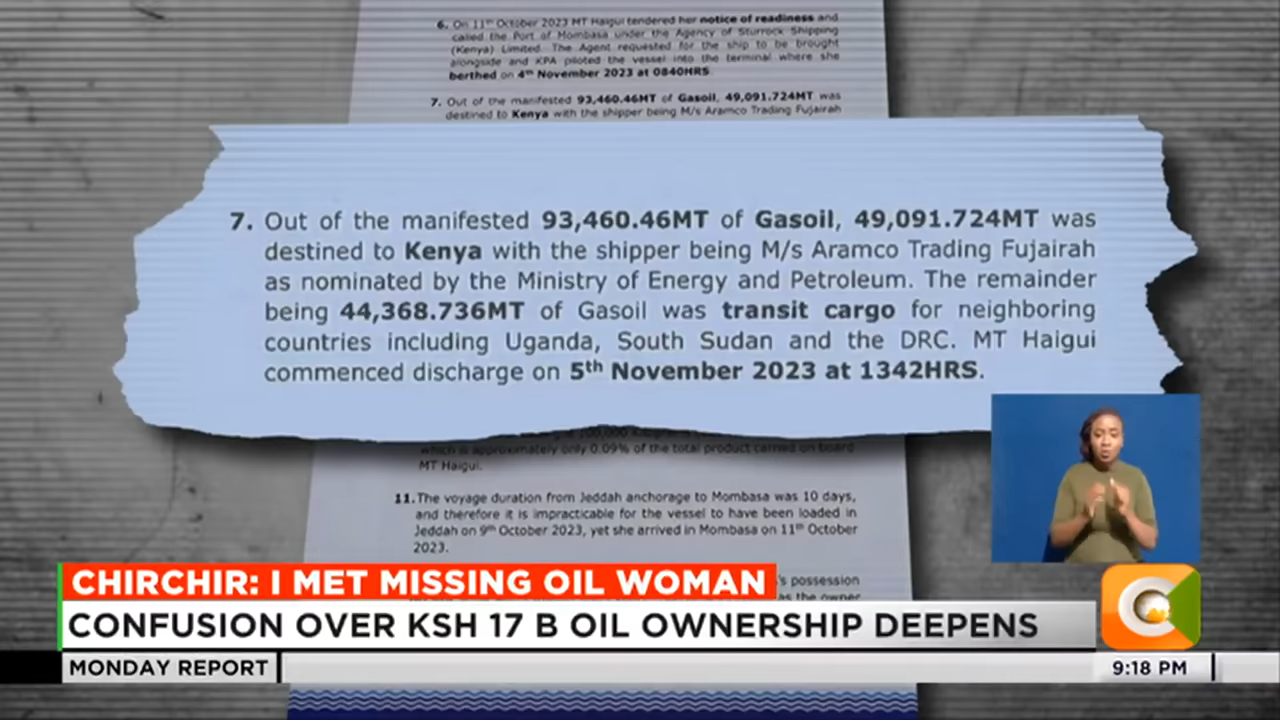 6. On 11th October 2023 MT Haigui tendered her notice of readiness and
called the Port of Mombasa under the Agency of Sturrock Shipping
(Kenya) Limited. The Agent requested for the ship to be brought
alongside and KPA piloted the vessel into the terminal where she
berthed on 4th November 2023 at 0840HRS.
7. Out of the manifested 93,460.46MT of Gasoil, 49,091.724MT was
destined to Kenya with the shipper being M/s Aramco Trading Fujairah
7. Out of the manifested 93,460.46MT of Gasoil, 49,091.724MT was
destined to Kenya with the shipper being M/s Aramco Trading Fujairah
as nominated by the Ministry of Energy and Petroleum. The remainder
being 44,368.736MT of Gasoil was transit cargo for neighboring
countries including Uganda, South Sudan and the DRC. MT Haigui
commenced discharge on 5th November 2023 at 1342HRS.
which is approximately only 0.09% of the total product carried on board
MT Haigui.
11. The voyage duration from Jeddah anchorage to Mombasa was 10 days,
and therefore it is impracticable for the vessel to have been loaded in
Jeddah on 9th October 2023, yet she arrived in Mombasa on 11th October
2023.
's possession
as the owner
CHIRCHIR: I MET MISSING OIL WOMAN
CONFUSION OVER KSH 17 B OIL OWNERSHIP DEEPENS
MONDAY REPORT
9:18 PM